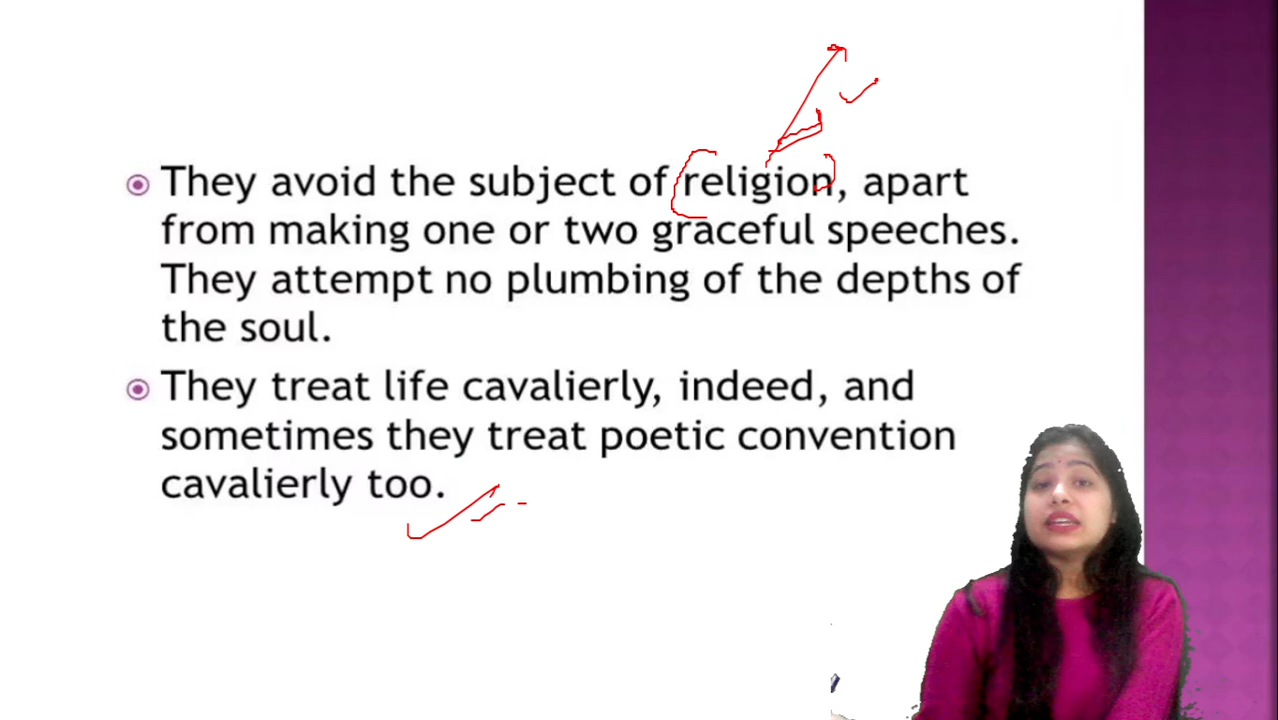 They avoid the subject of religion, apart
from making one or two graceful speeches.
They attempt no plumbing of the depths of
the soul.
They treat life cavalierly, indeed, and
sometimes they treat poetic convention
cavalierly too.